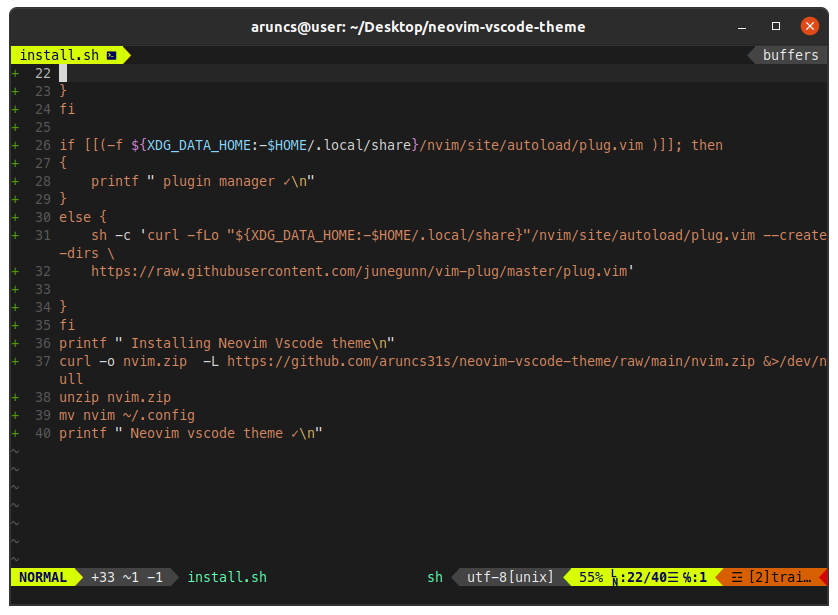 aruncs@user: ~/Desktop/neovim-vscode-theme
install.sh
buffers
+ 22
+ 23 }
+ 24 fi
+ 25
+ 26 if [[(-f ${XDG_DATA_HOME:-$HOME/.local/share}/nvim/site/autoload/plug.vim )]]; then
+ 27 {
+ 28     printf " plugin manager ✓\n"
+ 29 }
+ 30 else {
+ 31     sh -c 'curl -fLo "${XDG_DATA_HOME:-$HOME/.local/share}"/nvim/site/autoload/plug.vim --create
-dirs \
+ 32     https://raw.githubusercontent.com/junegunn/vim-plug/master/plug.vim'
+ 33
+ 34 }
+ 35 fi
+ 36 printf " Installing Neovim Vscode theme\n"
+ 37 curl -o nvim.zip  -L https://github.com/aruncs31s/neovim-vscode-theme/raw/main/nvim.zip &>/dev/n
ull
+ 38 unzip nvim.zip
+ 39 mv nvim ~/.config
+ 40 printf " Neovim vscode theme ✓\n"
~
~
~
~
~
~
~
NORMAL +33 ~1 -1 install.sh sh utf-8[unix] 55% ␤:22/40☰ ℅:1 ☲ [2]trai…